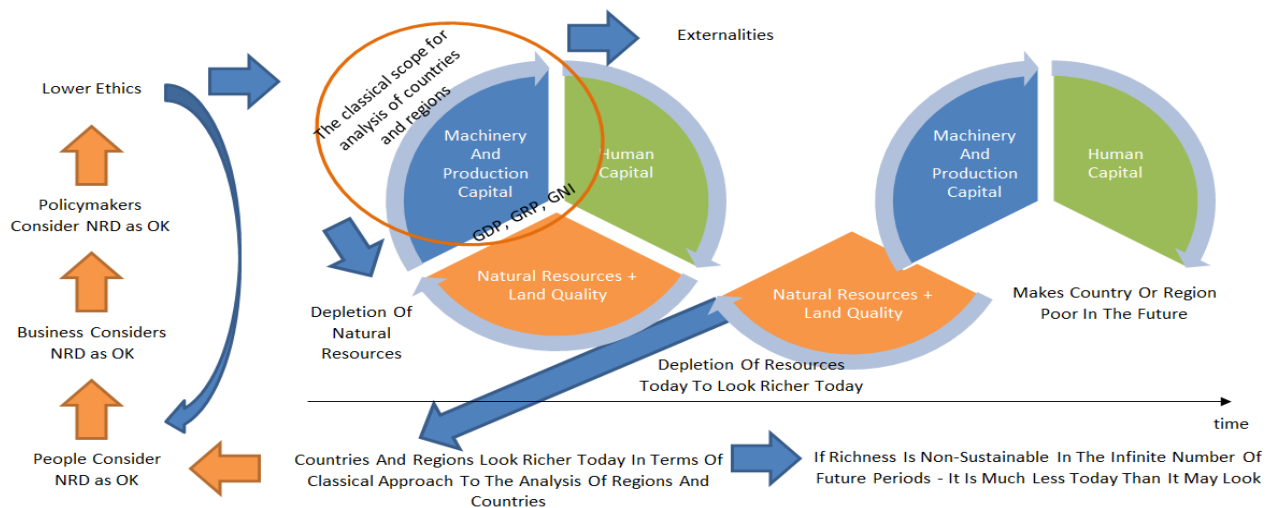 Externalities
The classical scope for
analysis of countries
and regions
Lower Ethics
Machinery
And
Production
Capital
Human
Capital
GDP, GRP, GNI
Natural Resources +
Land Quality
Machinery
And
Production
Capital
Human
Capital
Natural Resources +
Land Quality
Policymakers
Consider NRD as OK
Business Considers
NRD as OK
People Consider
NRD as OK
Depletion Of
Natural
Resources
Makes Country Or Region
Poor In The Future
Depletion Of Resources
Today To Look Richer Today
time
Countries And Regions Look Richer Today In Terms Of
Classical Approach To The Analysis Of Regions And
Countries
If Richness Is Non-Sustainable In The Infinite Number Of
Future Periods - It Is Much Less Today Than It May Look